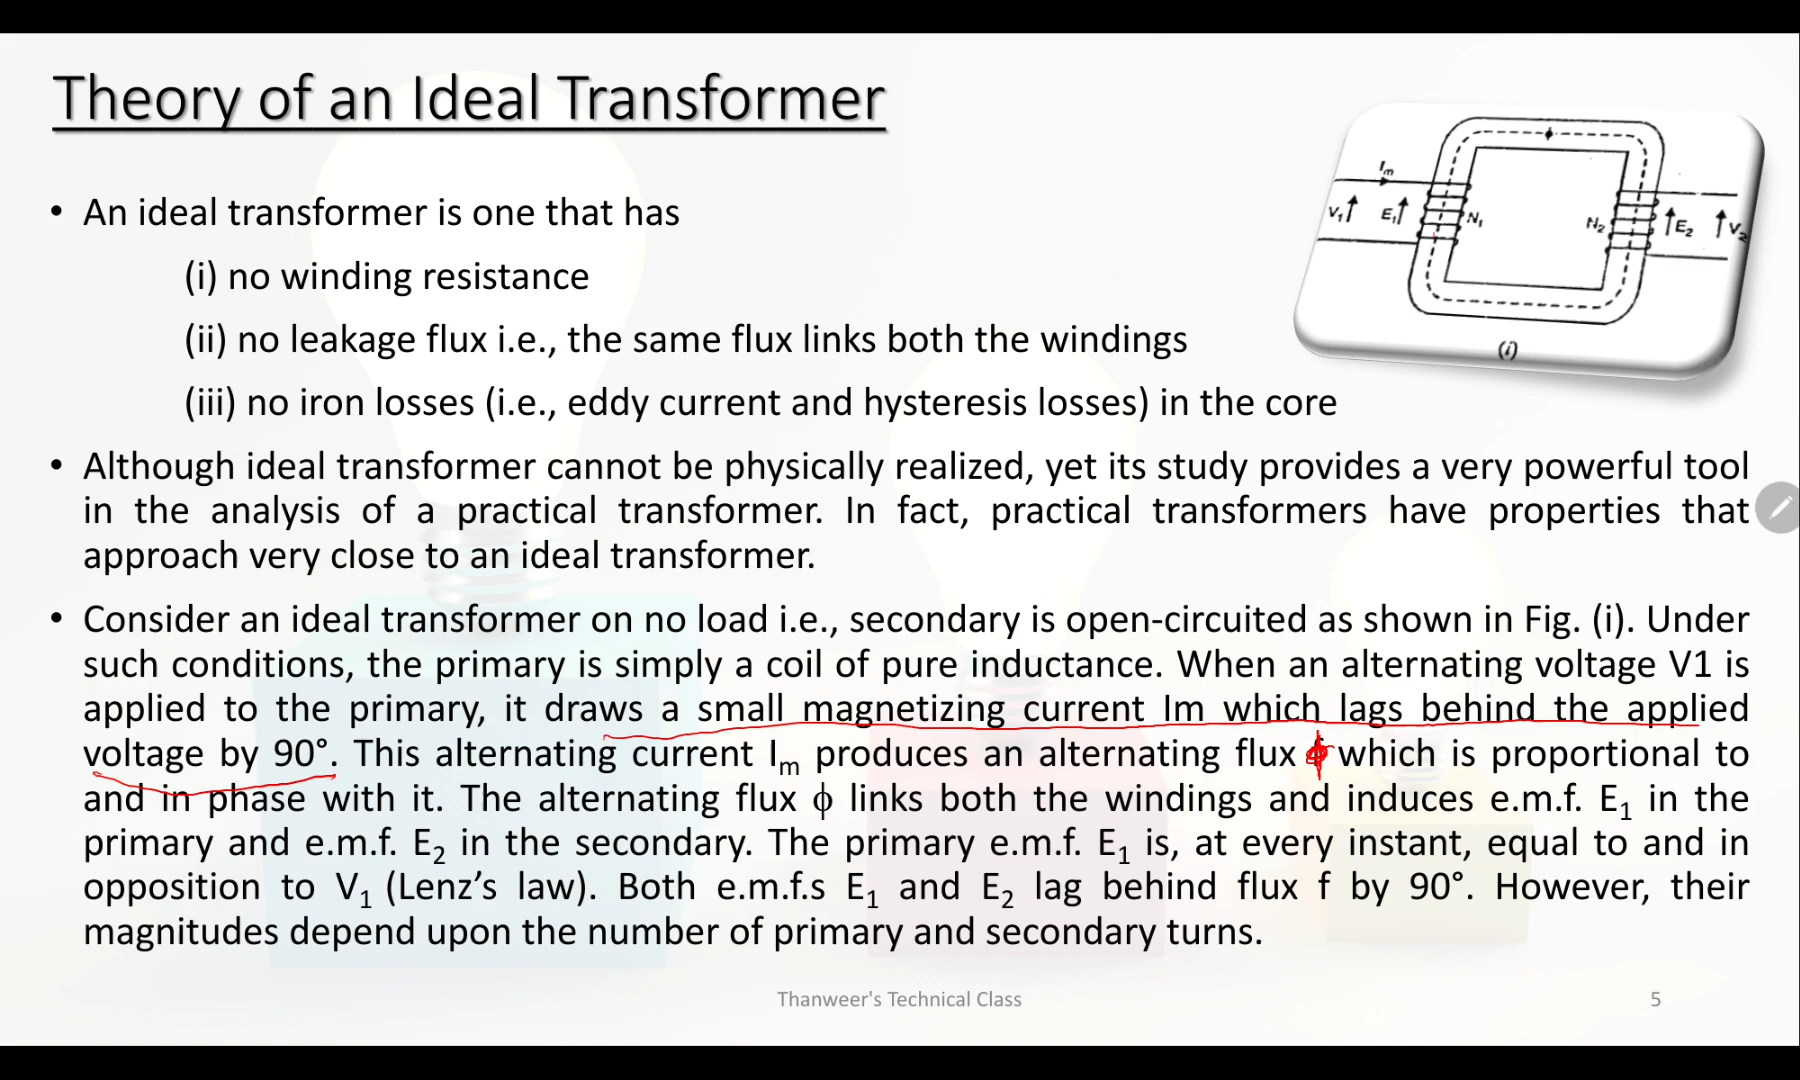 Theory of an Ideal Transformer
• An ideal transformer is one that has
(i) no winding resistance
(ii) no leakage flux i.e., the same flux links both the windings
(iii) no iron losses (i.e., eddy current and hysteresis losses) in the core
Iₘ
ϕ
V₁ E₁ N₁ N₂ E₂ V₂
(i)
• Although ideal transformer cannot be physically realized, yet its study provides a very powerful tool
in the analysis of a practical transformer. In fact, practical transformers have properties that
approach very close to an ideal transformer.
• Consider an ideal transformer on no load i.e., secondary is open-circuited as shown in Fig. (i). Under
such conditions, the primary is simply a coil of pure inductance. When an alternating voltage V1 is
applied to the primary, it draws a small magnetizing current Im which lags behind the applied
voltage by 90°. This alternating current Iₘ produces an alternating flux ϕ which is proportional to
and in phase with it. The alternating flux ϕ links both the windings and induces e.m.f. E₁ in the
primary and e.m.f. E₂ in the secondary. The primary e.m.f. E₁ is, at every instant, equal to and in
opposition to V₁ (Lenz’s law). Both e.m.f.s E₁ and E₂ lag behind flux f by 90°. However, their
magnitudes depend upon the number of primary and secondary turns.
Thanweer's Technical Class
5